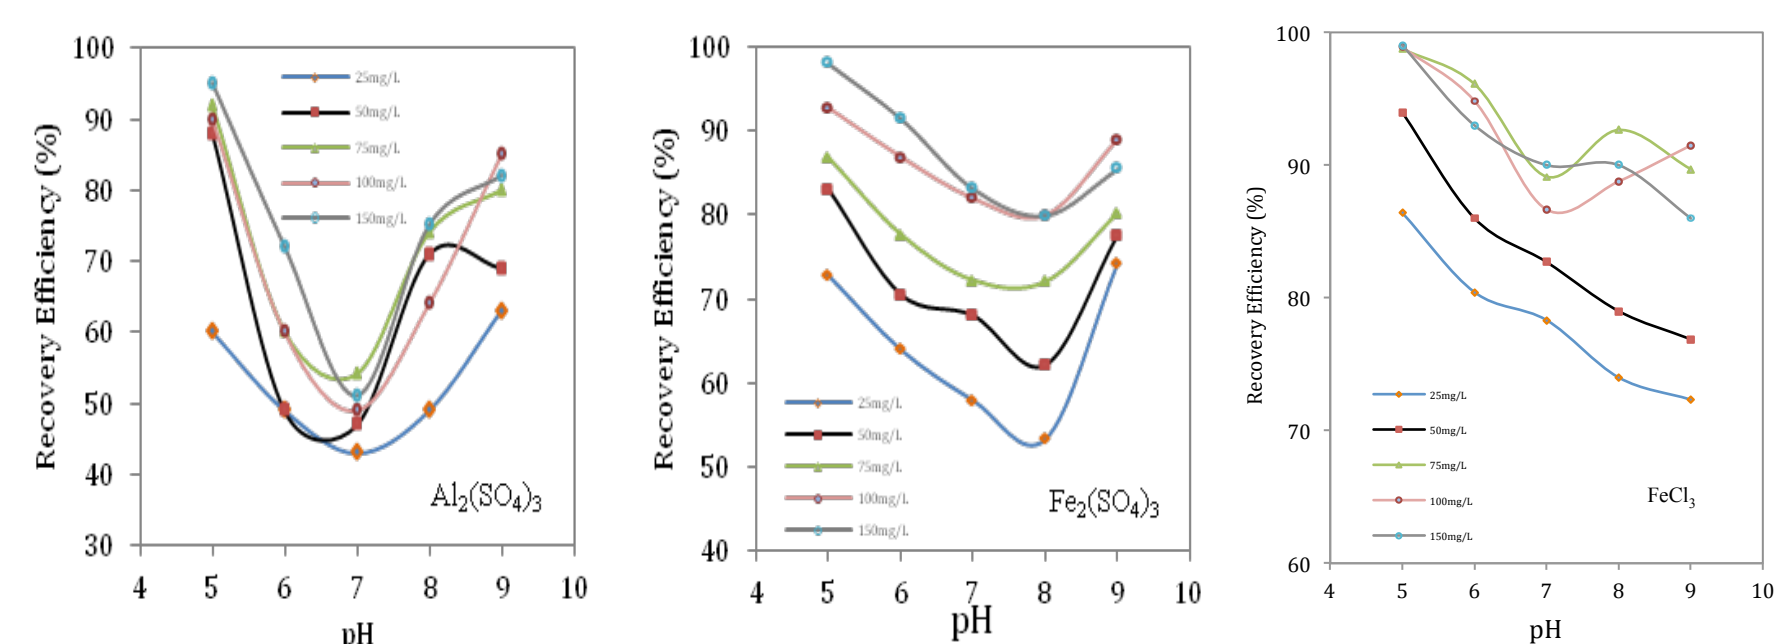 100
90
80
70
60
50
40
30
4 5 6 7 8 9 10
Recovery Efficiency (%)
pH
25mg/L
50mg/L
75mg/L
100mg/L
150mg/L
Al2(SO4)3
100
90
80
70
60
50
40
4 5 6 7 8 9 10
Recovery Efficiency (%)
pH
25mg/L
50mg/L
75mg/L
100mg/L
150mg/L
Fe2(SO4)3
100
90
80
70
60
4 5 6 7 8 9 10
Recovery Efficiency (%)
pH
25mg/L
50mg/L
75mg/L
100mg/L
150mg/L
FeCl3